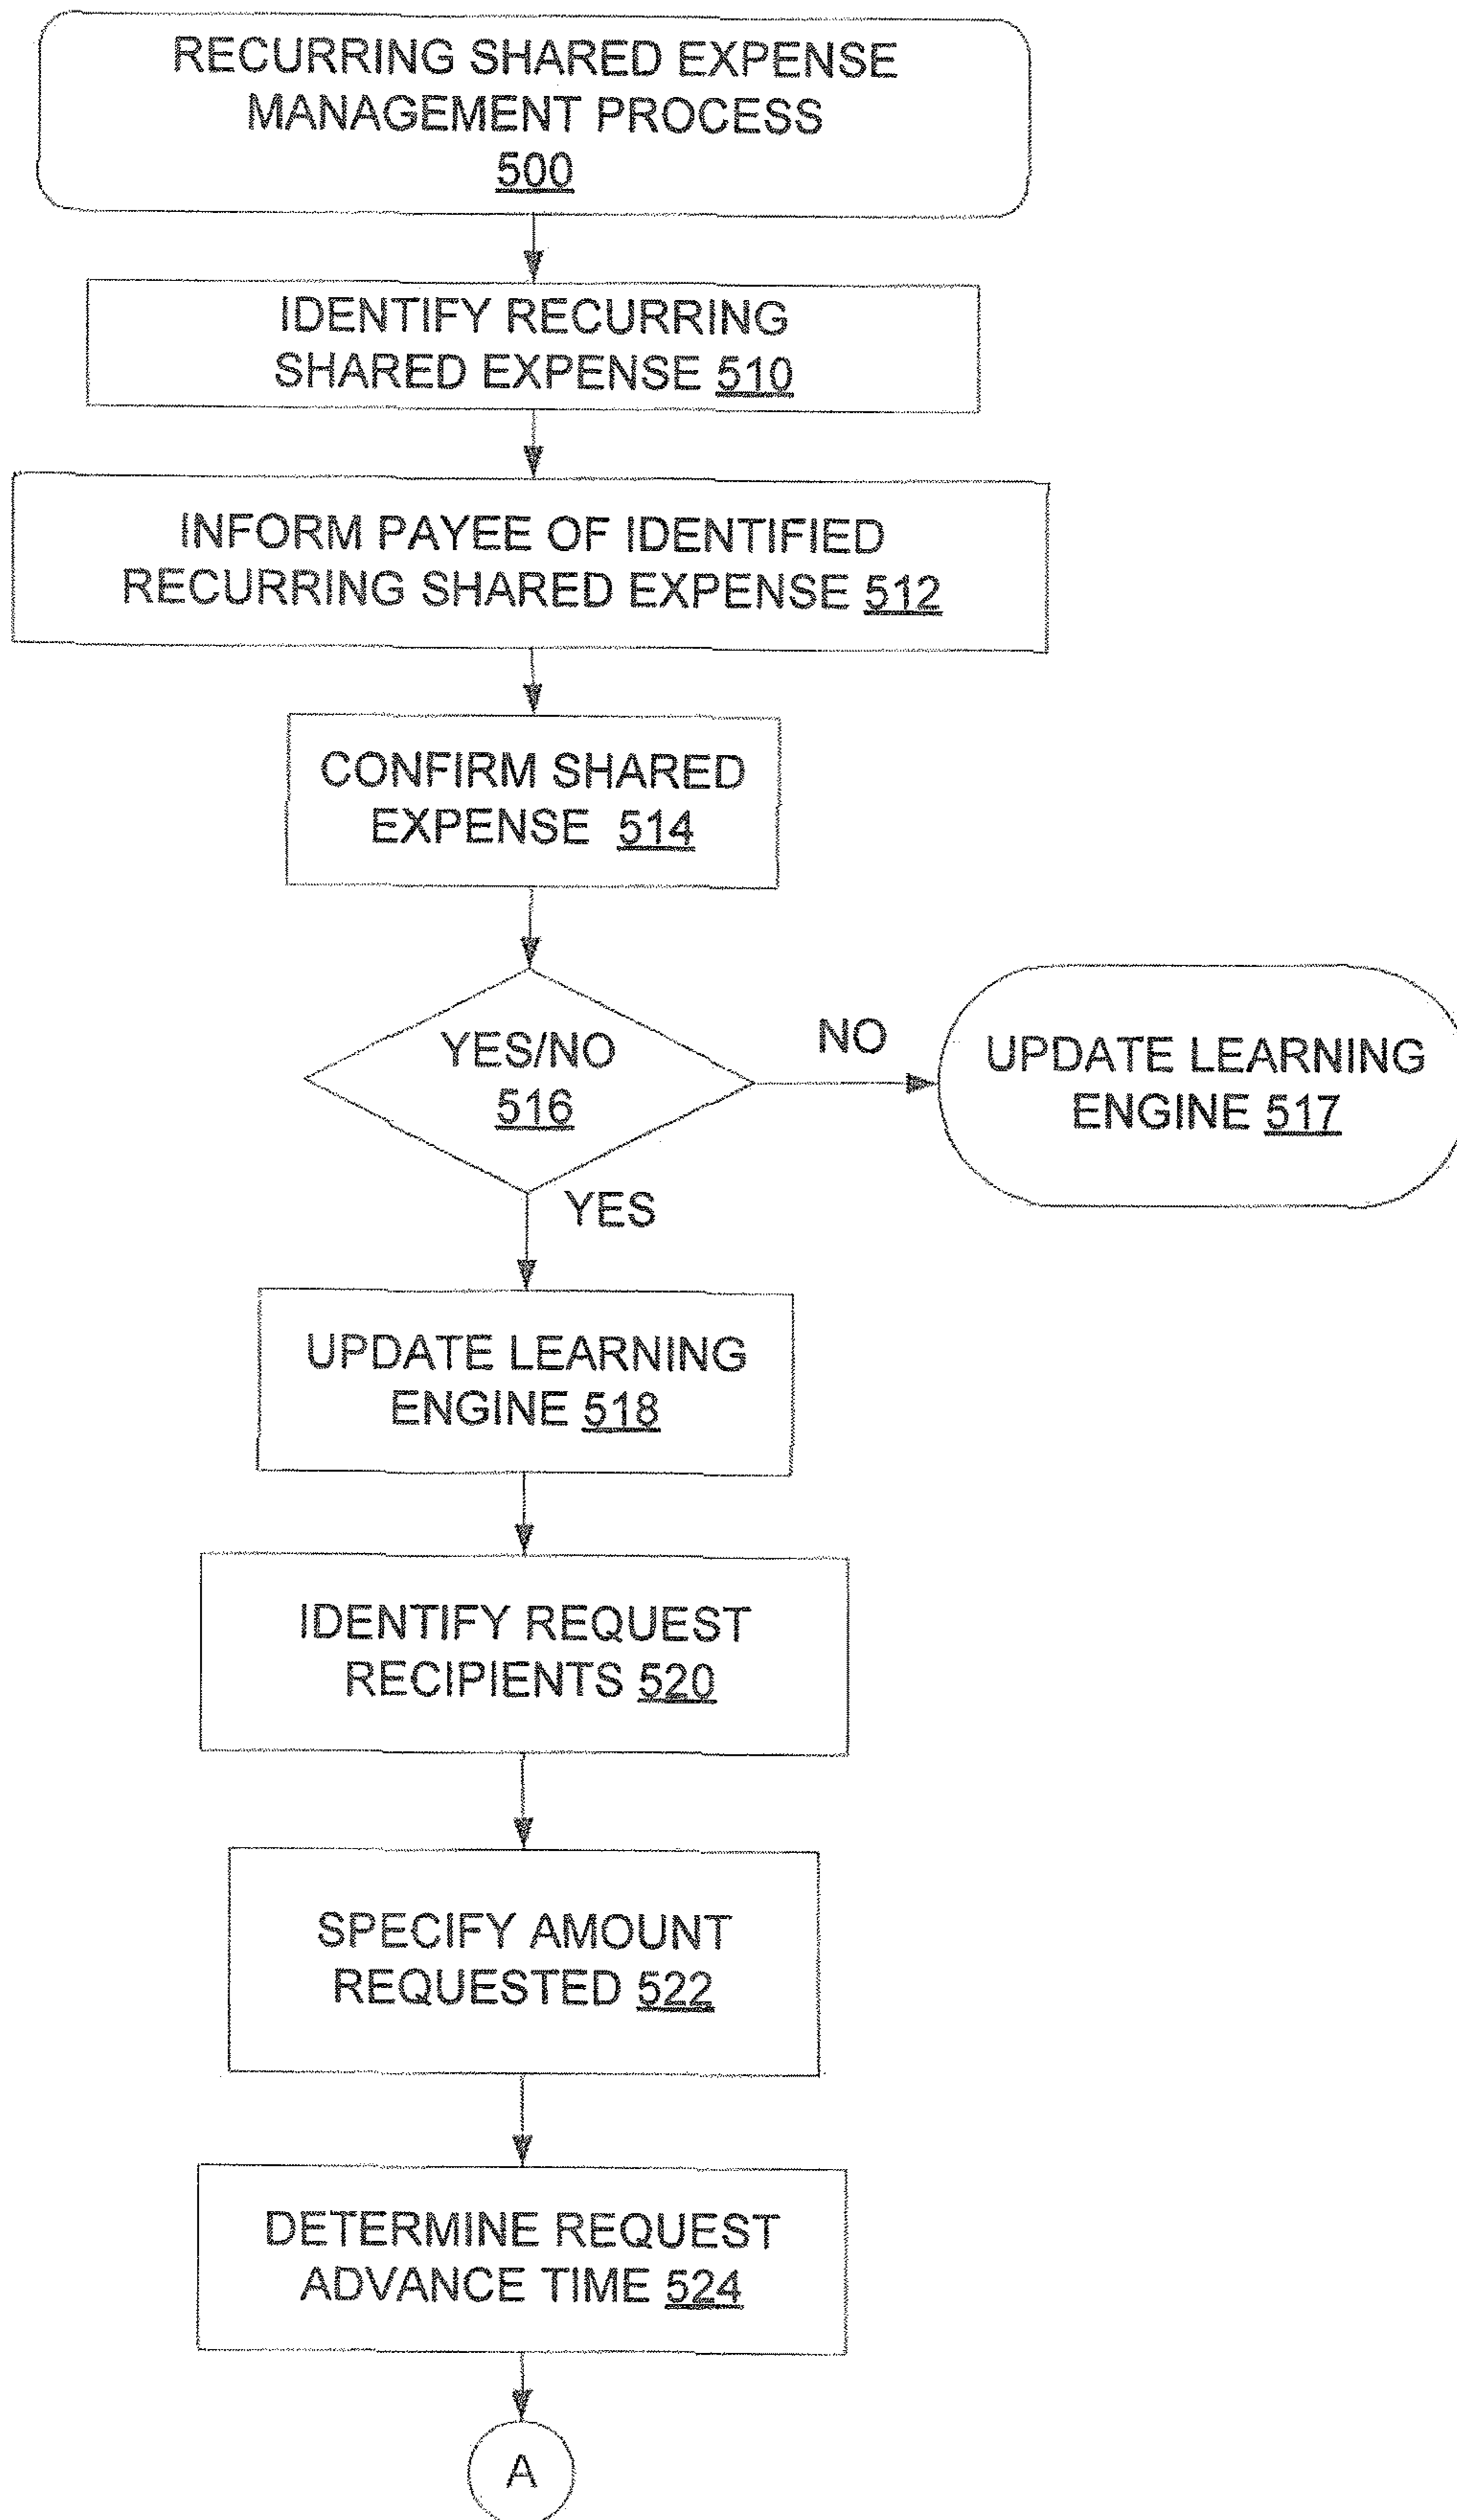 RECURRING SHARED EXPENSE
MANAGEMENT PROCESS
500
IDENTIFY RECURRING
SHARED EXPENSE 510
INFORM PAYEE OF IDENTIFIED
RECURRING SHARED EXPENSE 512
CONFIRM SHARED
EXPENSE 514
YES/NO
516
NO
UPDATE LEARNING
ENGINE 517
YES
UPDATE LEARNING
ENGINE 518
IDENTIFY REQUEST
RECIPIENTS 520
SPECIFY AMOUNT
REQUESTED 522
DETERMINE REQUEST
ADVANCE TIME 524
A